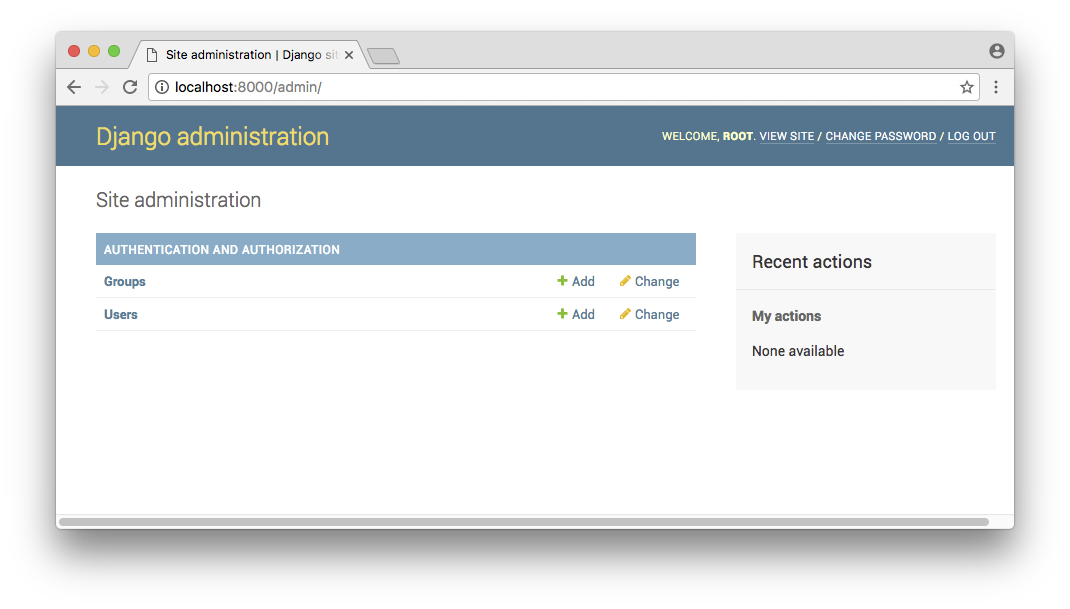 Site administration | Django sit
localhost:8000/admin/
Django administration
WELCOME, ROOT. VIEW SITE / CHANGE PASSWORD / LOG OUT
Site administration
AUTHENTICATION AND AUTHORIZATION
Groups Add Change
Users Add Change
Recent actions
My actions
None available